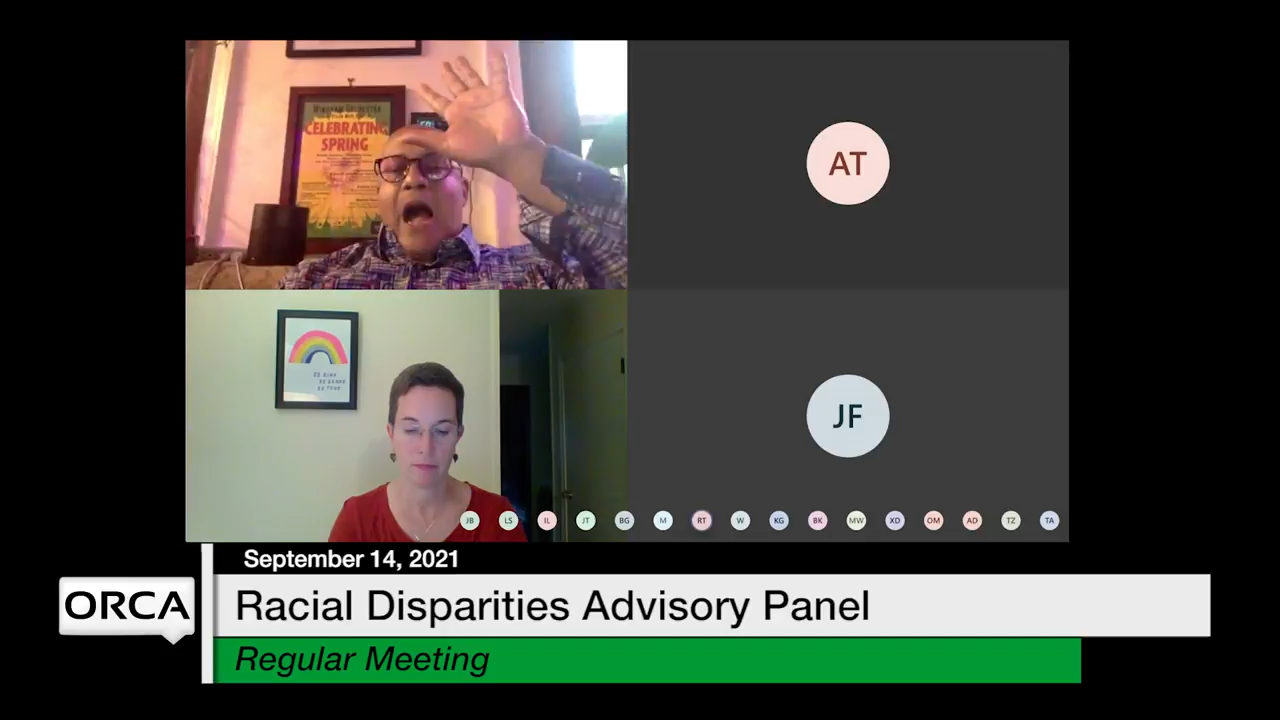 CELEBRATING
SPRING
AT
JF
JB LS IL JT BG M RT W KG BK MW XD OM AD TZ TA
September 14, 2021
ORCA
Racial Disparities Advisory Panel
Regular Meeting